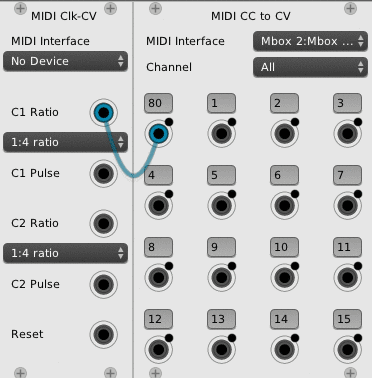 MIDI Clk-CV
MIDI Interface
No Device
C1 Ratio
1:4 ratio
C1 Pulse
C2 Ratio
1:4 ratio
C2 Pulse
Reset
MIDI CC to CV
MIDI Interface Mbox 2:Mbox ...
Channel All
80 1 2 3
4 5 6 7
8 9 10 11
12 13 14 15